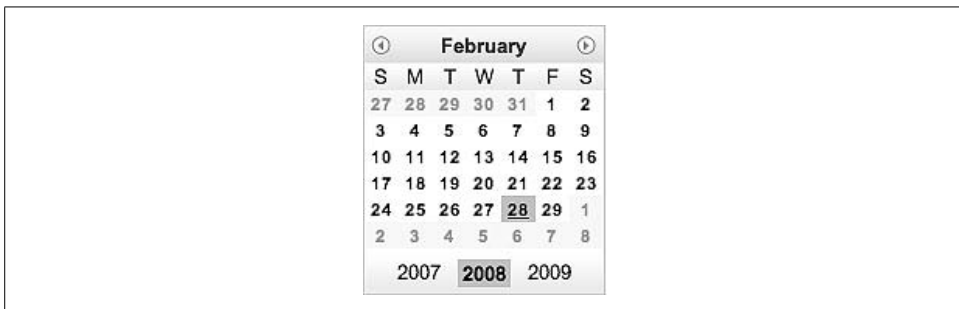 February
S M T W T F S
27 28 29 30 31 1 2
3 4 5 6 7 8 9
10 11 12 13 14 15 16
17 18 19 20 21 22 23
24 25 26 27 28 29 1
2 3 4 5 6 7 8
2007 2008 2009